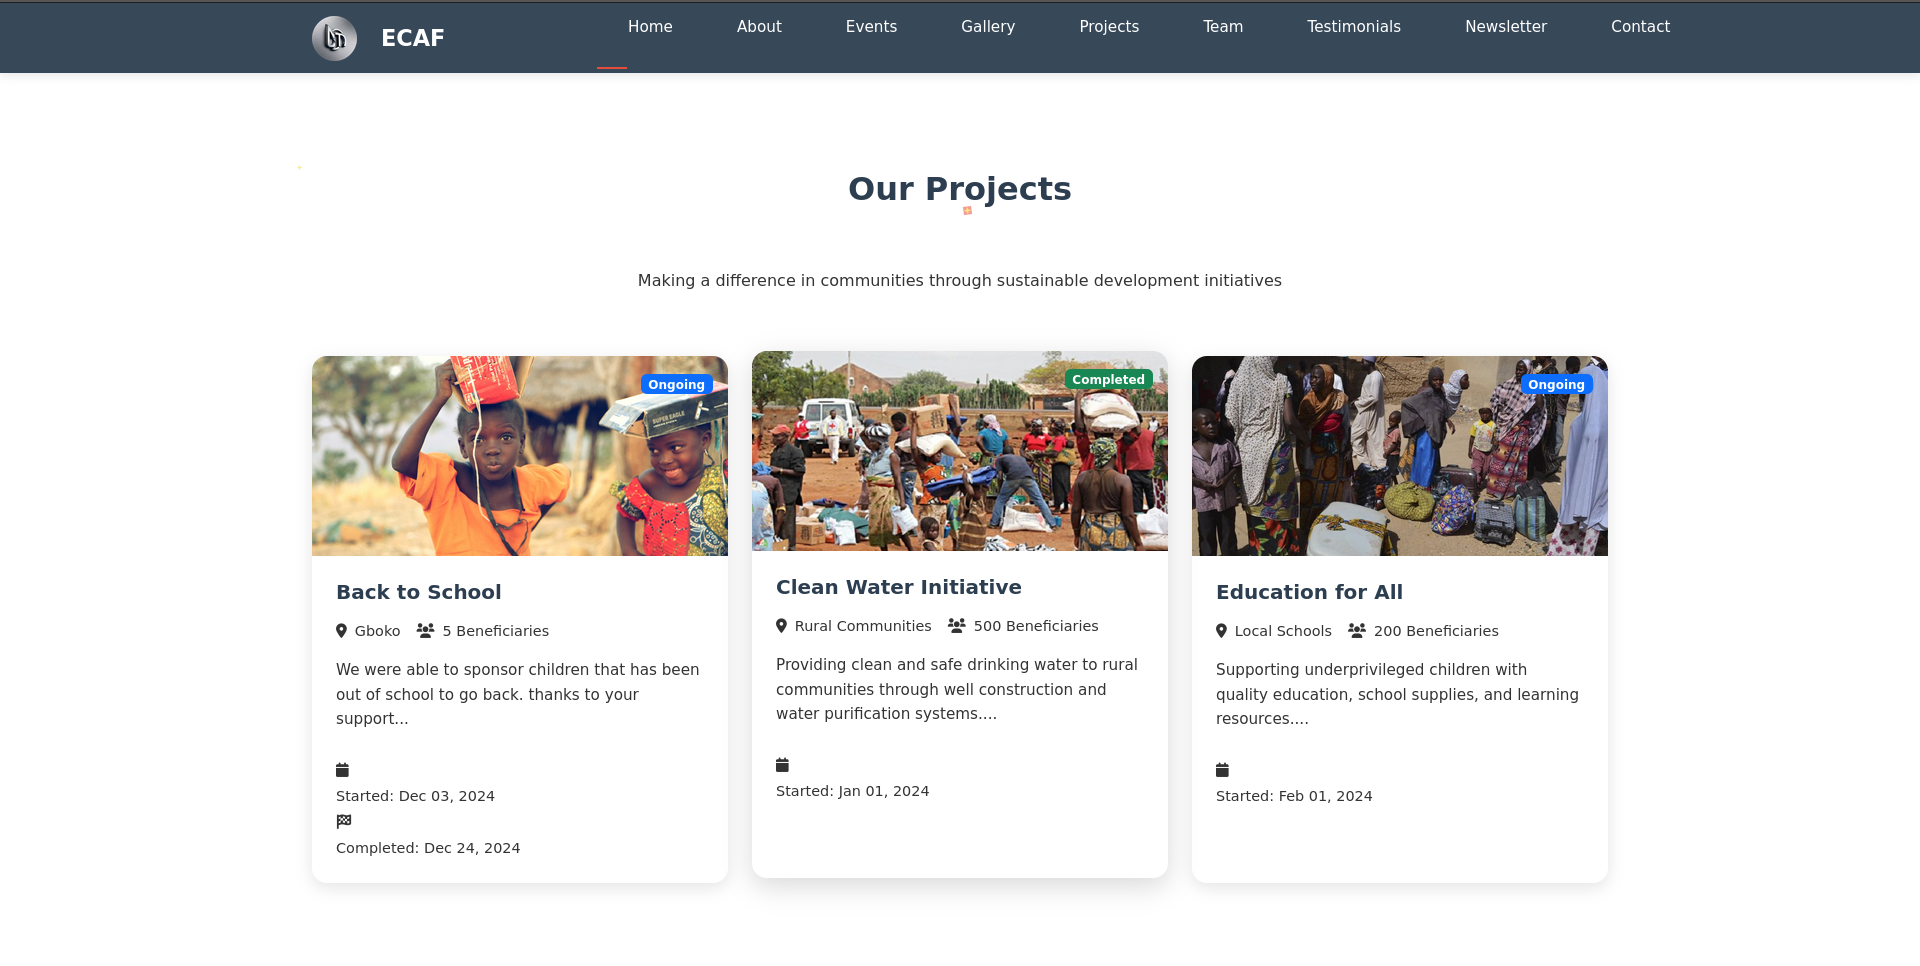 ECAF
Home About Events Gallery Projects Team Testimonials Newsletter Contact
Our Projects
Making a difference in communities through sustainable development initiatives
Ongoing
SUPER EAGLE
Back to School
Gboko 5 Beneficiaries
We were able to sponsor children that has been
out of school to go back. thanks to your
support...
Started: Dec 03, 2024
Completed: Dec 24, 2024
Completed
Clean Water Initiative
Rural Communities 500 Beneficiaries
Providing clean and safe drinking water to rural
communities through well construction and
water purification systems....
Started: Jan 01, 2024
Ongoing
Education for All
Local Schools 200 Beneficiaries
Supporting underprivileged children with
quality education, school supplies, and learning
resources....
Started: Feb 01, 2024